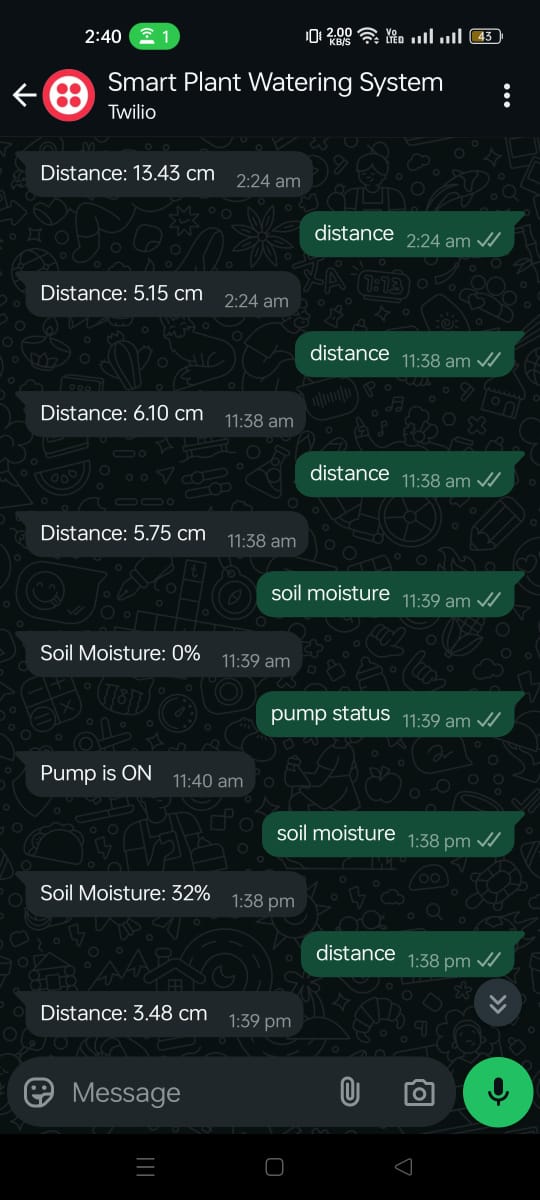 2:40 1 2.00 KB/S Vo LTED 43
Smart Plant Watering System
Twilio
Distance: 13.43 cm 2:24 am
distance 2:24 am
Distance: 5.15 cm 2:24 am
distance 11:38 am
Distance: 6.10 cm 11:38 am
distance 11:38 am
Distance: 5.75 cm 11:38 am
soil moisture 11:39 am
Soil Moisture: 0% 11:39 am
pump status 11:39 am
Pump is ON 11:40 am
soil moisture 1:38 pm
Soil Moisture: 32% 1:38 pm
distance 1:38 pm
Distance: 3.48 cm 1:39 pm
Message